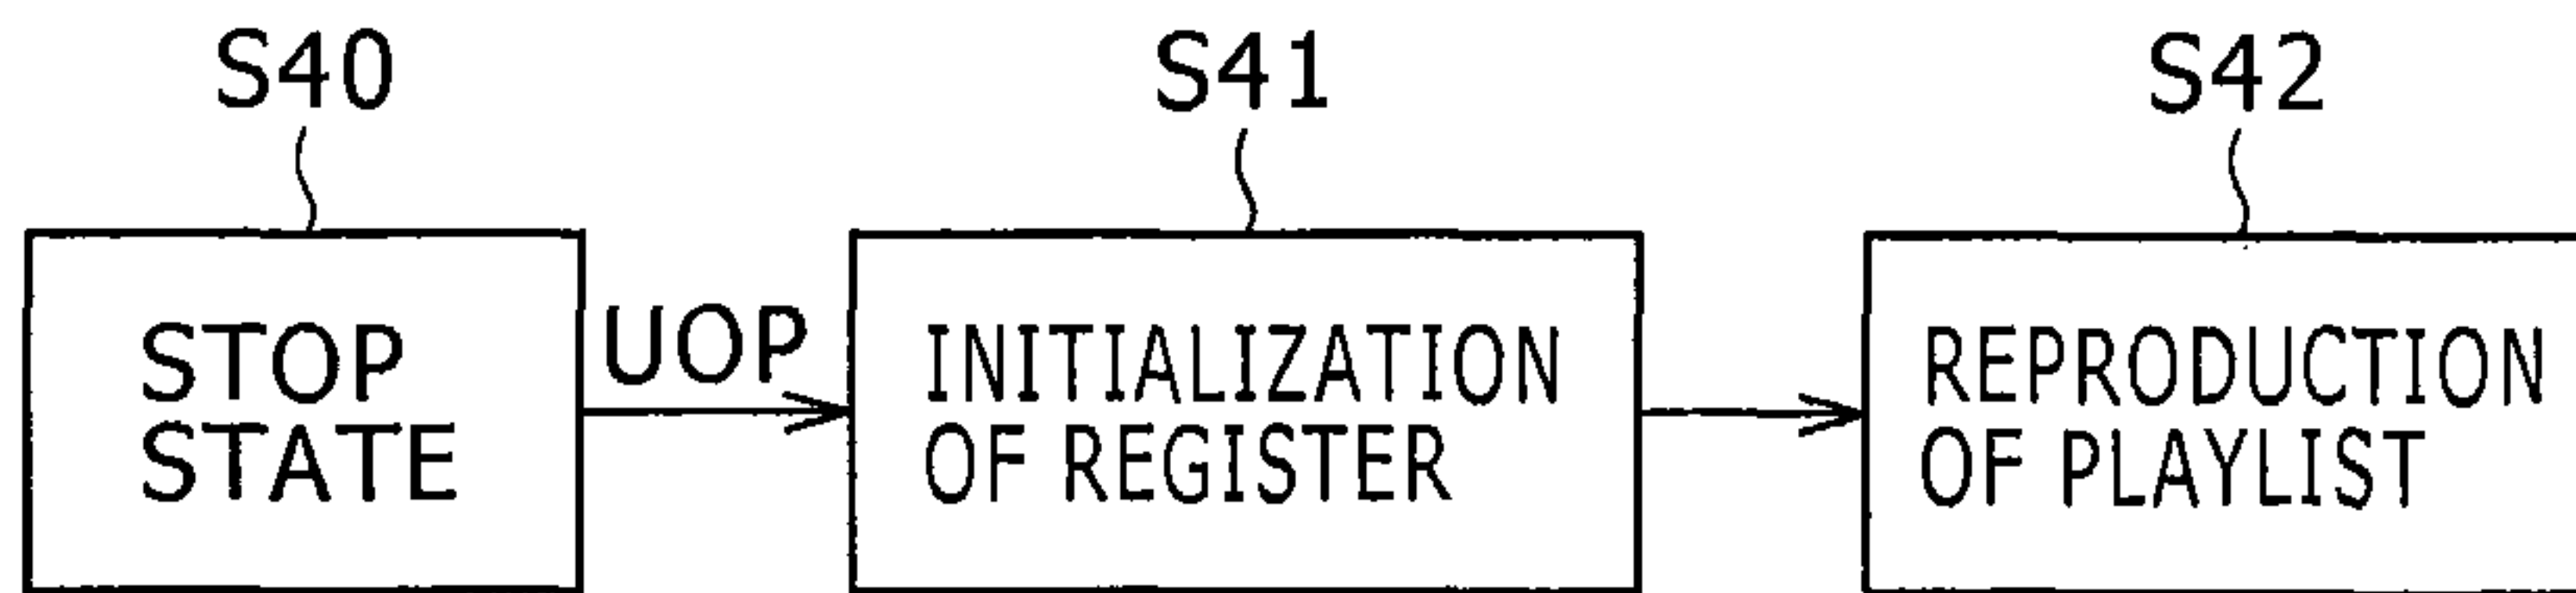 S40
S41
S42
STOP
STATE
UOP
INITIALIZATION
OF REGISTER
REPRODUCTION
OF PLAYLIST